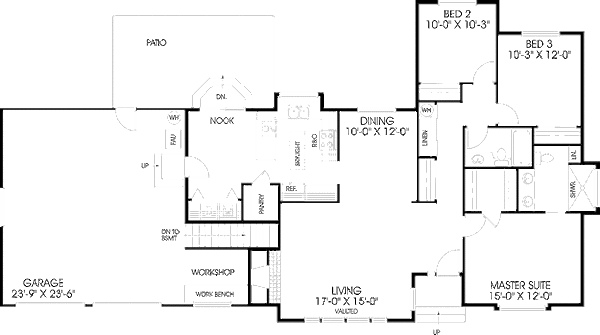 BED 2
10'-0" X 10'-3"
BED 3
10'-3" X 12'-0"
PATIO
DN.
WH
NOOK
DINING
10'-0" X 12'-0"
WH
FAU
UP
R&O
LINEN
LIN
REF.
PANTRY
SHWR
DN TO
BSMT
WORKSHOP
WORK BENCH
GARAGE
23'-9" X 23'-6"
LIVING
17'-0" X 15'-0"
VAULTED
MASTER SUITE
15'-0" X 12'-0"
UP